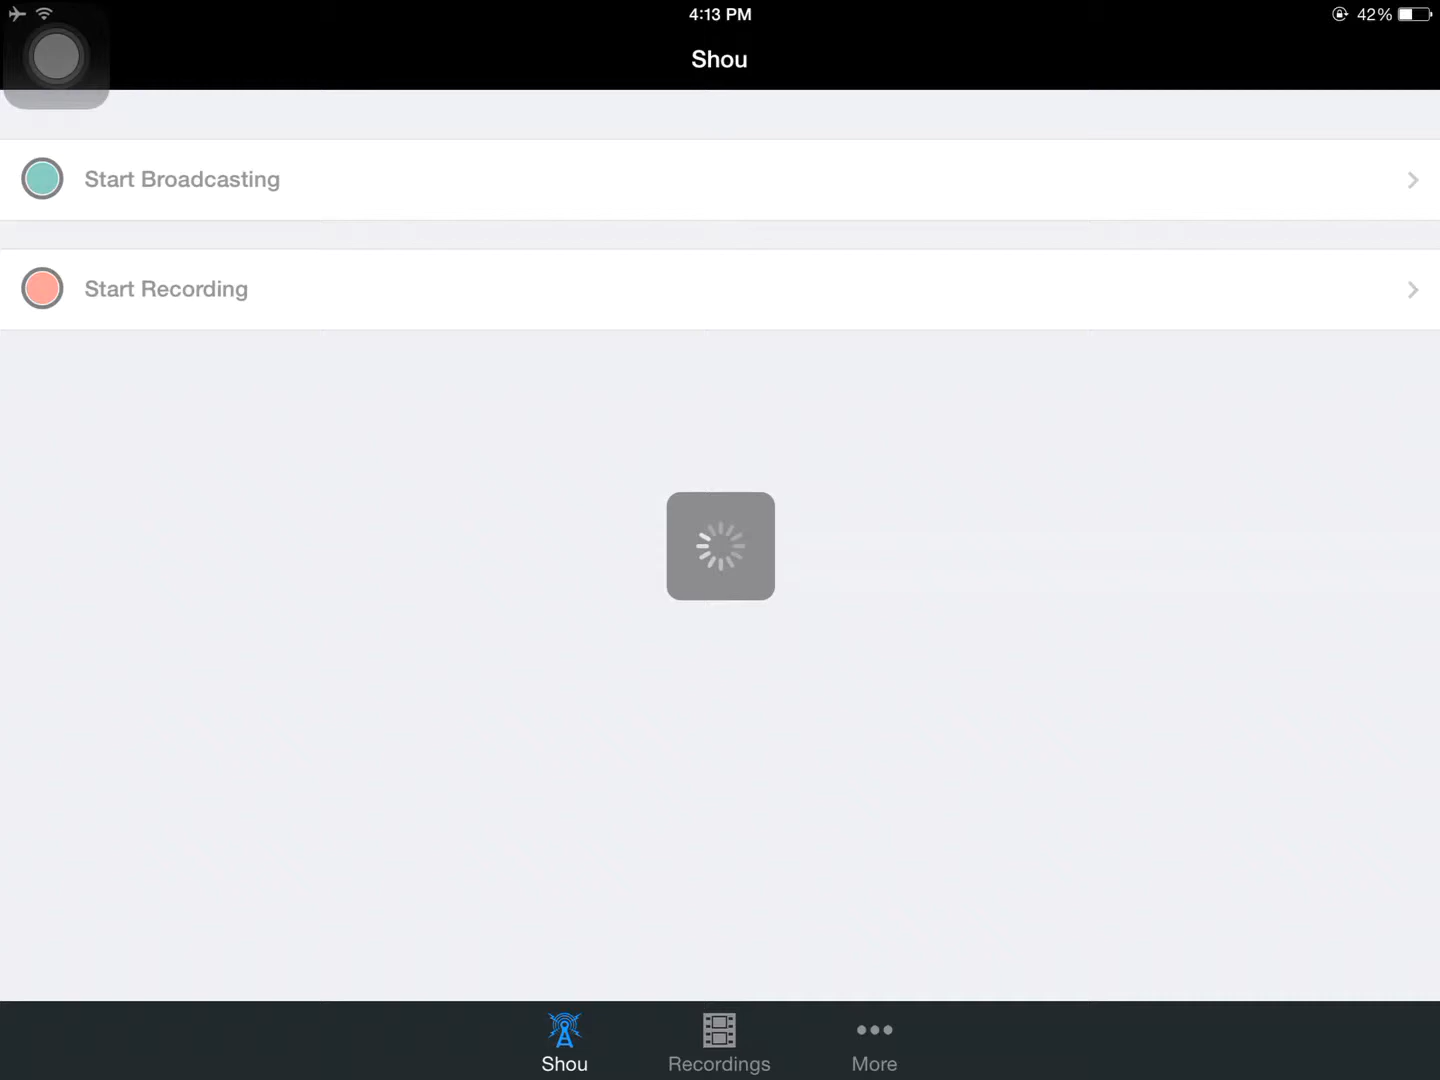 4:13 PM
42%
Shou
Start Broadcasting
Start Recording
Shou
Recordings
More